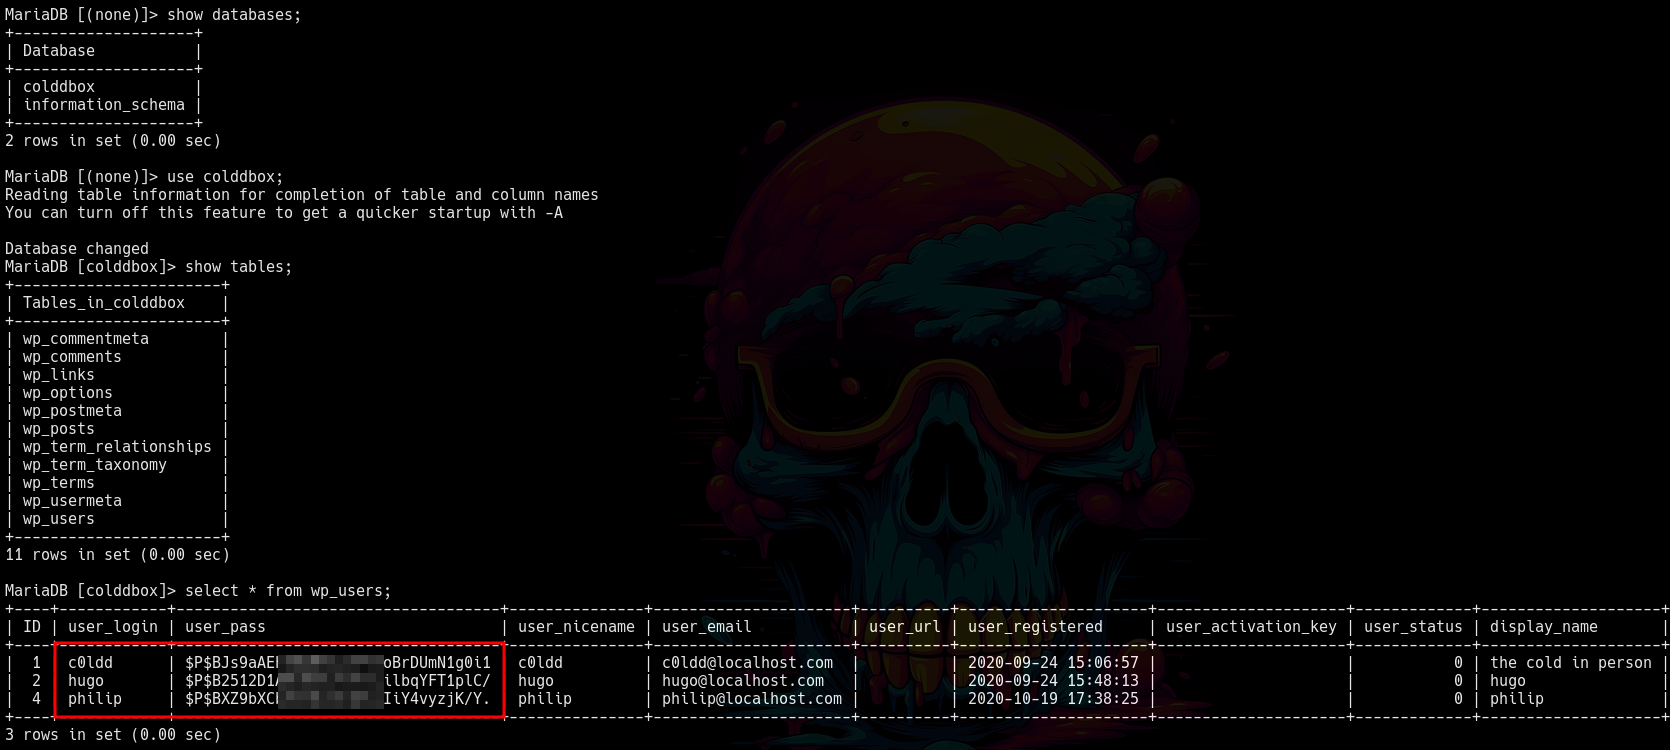 MariaDB [(none)]> show databases;
+--------------------+
| Database           |
+--------------------+
| colddbox           |
| information_schema |
+--------------------+
2 rows in set (0.00 sec)
MariaDB [(none)]> use colddbox;
Reading table information for completion of table and column names
You can turn off this feature to get a quicker startup with -A
Database changed
MariaDB [colddbox]> show tables;
+-----------------------+
| Tables_in_colddbox    |
+-----------------------+
| wp_commentmeta        |
| wp_comments           |
| wp_links              |
| wp_options            |
| wp_postmeta           |
| wp_posts              |
| wp_term_relationships |
| wp_term_taxonomy      |
| wp_terms              |
| wp_usermeta           |
| wp_users              |
+-----------------------+
11 rows in set (0.00 sec)
MariaDB [colddbox]> select * from wp_users;
+----+------------+------------------------------------+---------------+----------------------+----------+---------------------+---------------------+-------------+--------------------+
| ID | user_login | user_pass                          | user_nicename | user_email           | user_url | user_registered     | user_activation_key | user_status | display_name       |
+----+------------+------------------------------------+---------------+----------------------+----------+---------------------+---------------------+-------------+--------------------+
| 1 | c0ldd | $P$BJs9aAE oBrDUmN1g0i1 | c0ldd | c0ldd@localhost.com | | 2020-09-24 15:06:57 | | 0 | the cold in person |
| 2 | hugo | $P$B2512D1 ilbqYFT1plC/ | hugo | hugo@localhost.com | | 2020-09-24 15:48:13 | | 0 | hugo |
| 4 | philip | $P$BXZ9bXC IiY4vyzjK/Y. | philip | philip@localhost.com | | 2020-10-19 17:38:25 | | 0 | philip |
+----+------------+------------------------------------+---------------+----------------------+----------+---------------------+---------------------+-------------+--------------------+
3 rows in set (0.00 sec)